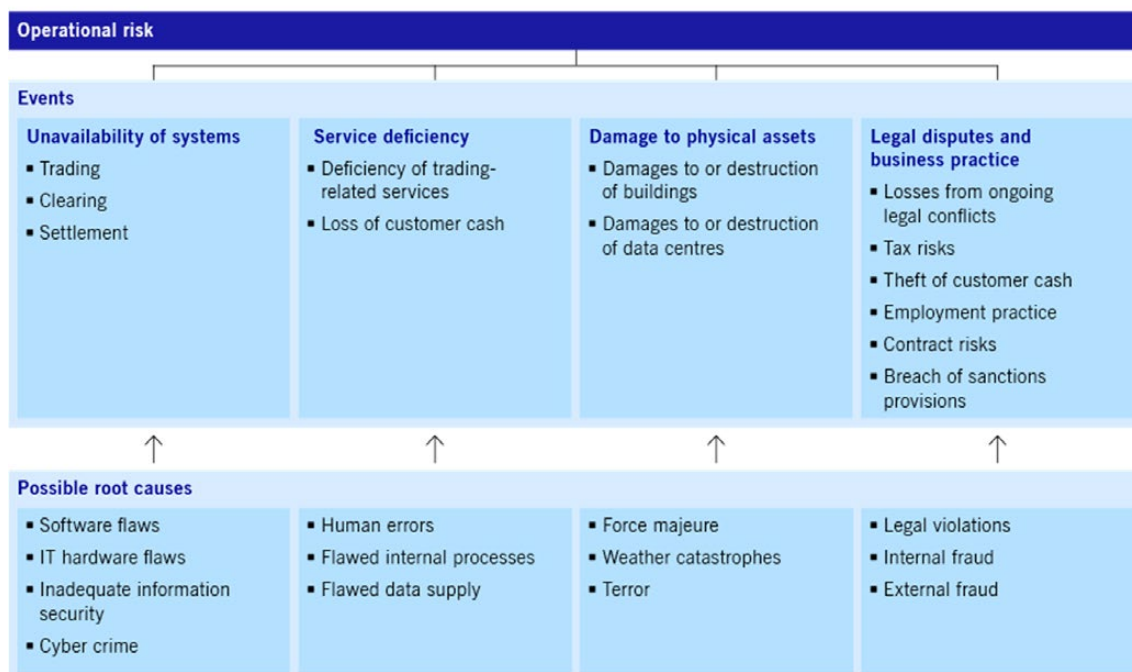 Operational risk
Events
Unavailability of systems
▪ Trading
▪ Clearing
▪ Settlement
Service deficiency
▪ Deficiency of trading-
related services
▪ Loss of customer cash
Damage to physical assets
▪ Damages to or destruction
of buildings
▪ Damages to or destruction
of data centres
Legal disputes and
business practice
▪ Losses from ongoing
legal conflicts
▪ Tax risks
▪ Theft of customer cash
▪ Employment practice
▪ Contract risks
▪ Breach of sanctions
provisions
Possible root causes
▪ Software flaws
▪ IT hardware flaws
▪ Inadequate information
security
▪ Cyber crime
▪ Human errors
▪ Flawed internal processes
▪ Flawed data supply
▪ Force majeure
▪ Weather catastrophes
▪ Terror
▪ Legal violations
▪ Internal fraud
▪ External fraud